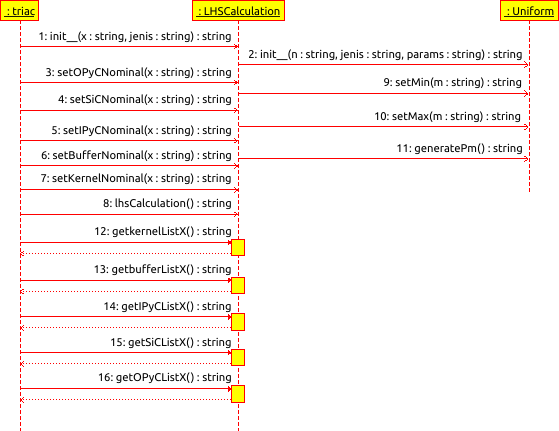 : triac
: LHSCalculation
: Uniform
1: init__(x : string, jenis : string) : string
2: init__(n : string, jenis : string, params : string) : string
3: setOPyCNominal(x : string) : string
9: setMin(m : string) : string
4: setSiCNominal(x : string) : string
10: setMax(m : string) : string
5: setIPyCNominal(x : string) : string
11: generatePm() : string
6: setBufferNominal(x : string) : string
7: setKernelNominal(x : string) : string
8: lhsCalculation() : string
12: getkernelListX() : string
13: getbufferListX() : string
14: getIPyCListX() : string
15: getSiCListX() : string
16: getOPyCListX() : string